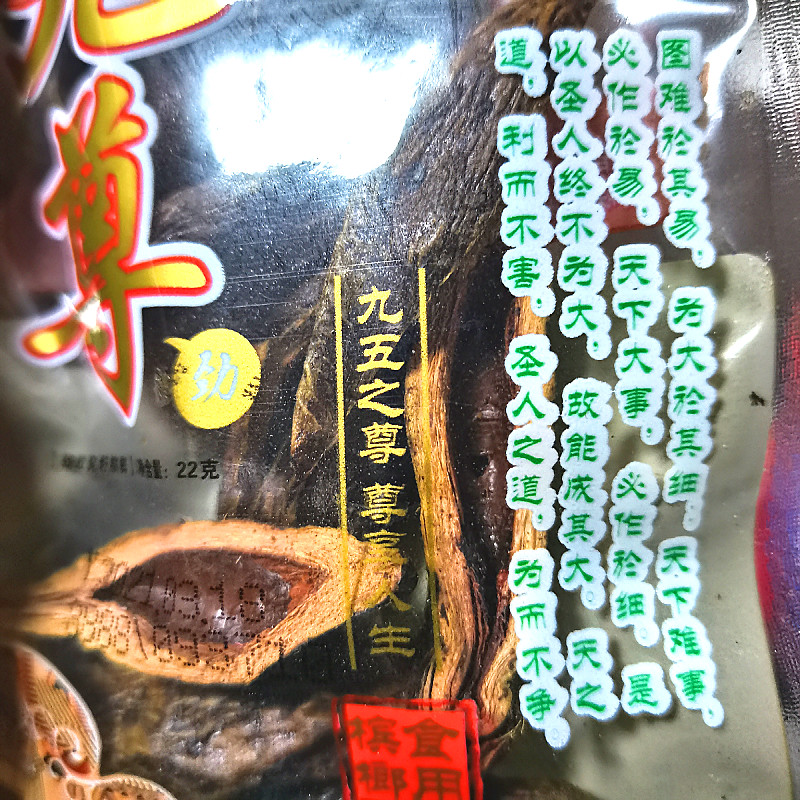 图难於其易，为大於其细，天下难事，
必作於易，天下大事，必作於细，是
以圣人终不为大，故能成其大。天之
道，利而不害，圣人之道，为而不争。
九五之尊 尊享人生
尊
劲
净含量：22克
食用
槟榔